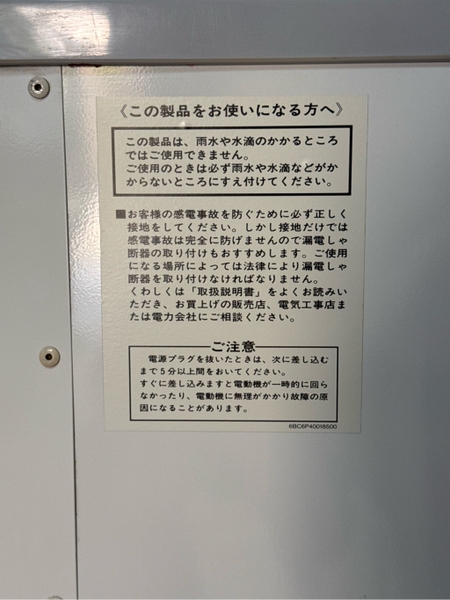 《この製品をお使いになる方へ》
この製品は、雨水や水滴のかかるところ
ではご使用できません。
ご使用のときは必ず雨水や水滴などがか
からないところにすえ付けてください。
■お客様の感電事故を防ぐために必ず正しく
接地をしてください。しかし接地だけでは
感電事故は完全に防げませんので漏電しゃ
断器の取り付けもおすすめします。ご使用
になる場所によっては法律により漏電しゃ
断器を取り付けなければなりません。
くわしくは「取扱説明書」をよくお読みい
ただき、お買上げの販売店、電気工事店ま
たは電力会社にご相談ください。
ご注意
電源プラグを抜いたときは、次に差し込む
まで5分以上間をおいてください。
すぐに差し込みますと電動機が一時的に回ら
なかったり、電動機に無理がかかり故障の原
因になることがあります。
6BC6P40018500